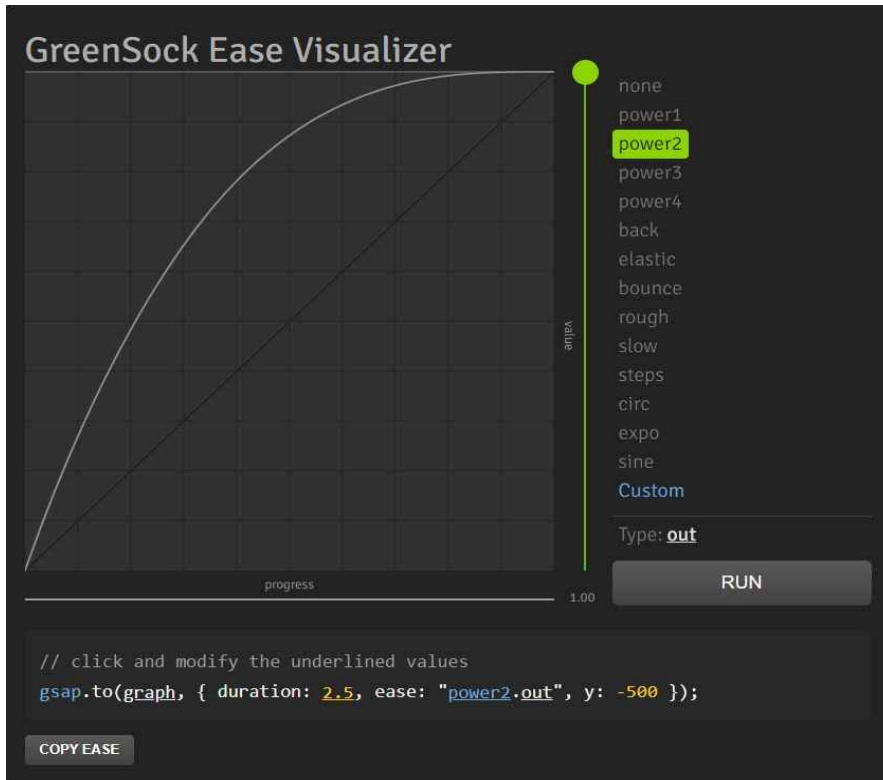 GreenSock Ease Visualizer
none
power1
power2
power3
power4
back
elastic
bounce
rough
slow
steps
circ
expo
sine
Custom
Type: out
RUN
value
progress
1.00
// click and modify the underlined values
gsap.to(graph, { duration: 2.5, ease: "power2.out", y: -500 });
COPY EASE